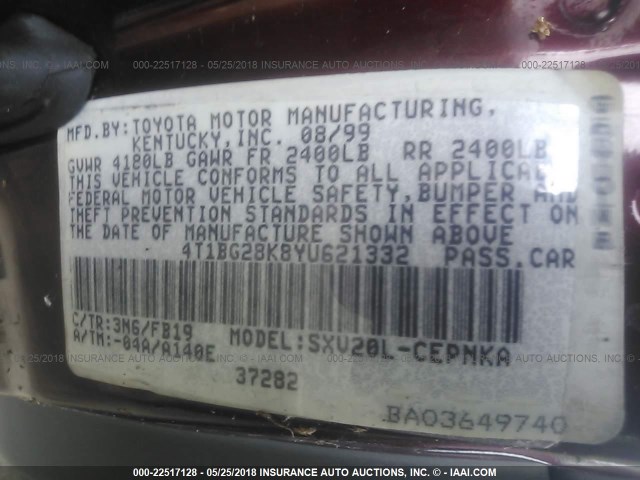 000-22517128 - 05/25/2018 INSURANCE AUTO AUCTIONS, INC. - © IAAI.COM
MFD.BY: TOYOTA MOTOR MANUFACTURING,
KENTUCKY, INC. 08/99
GVWR 4180LB GAWR FR 2400LB RR 2400LB
THIS VEHICLE CONFORMS TO ALL APPLICAB
FEDERAL MOTOR VEHICLE SAFETY, BUMPER AND
THEFT PREVENTION STANDARDS IN EFFECT ON
THE DATE OF MANUFACTURE SHOWN ABOVE
4T1BG28K8YU621332 PASS.CAR
C/TR: 3M6/FB19 MODEL: SXV20L-CEPNKA
A/TM: -04A/A140E
37282
BA03649740
000-22517128 - 05/25/2018 INSURANCE AUTO AUCTIONS, INC. - © IAAI.COM